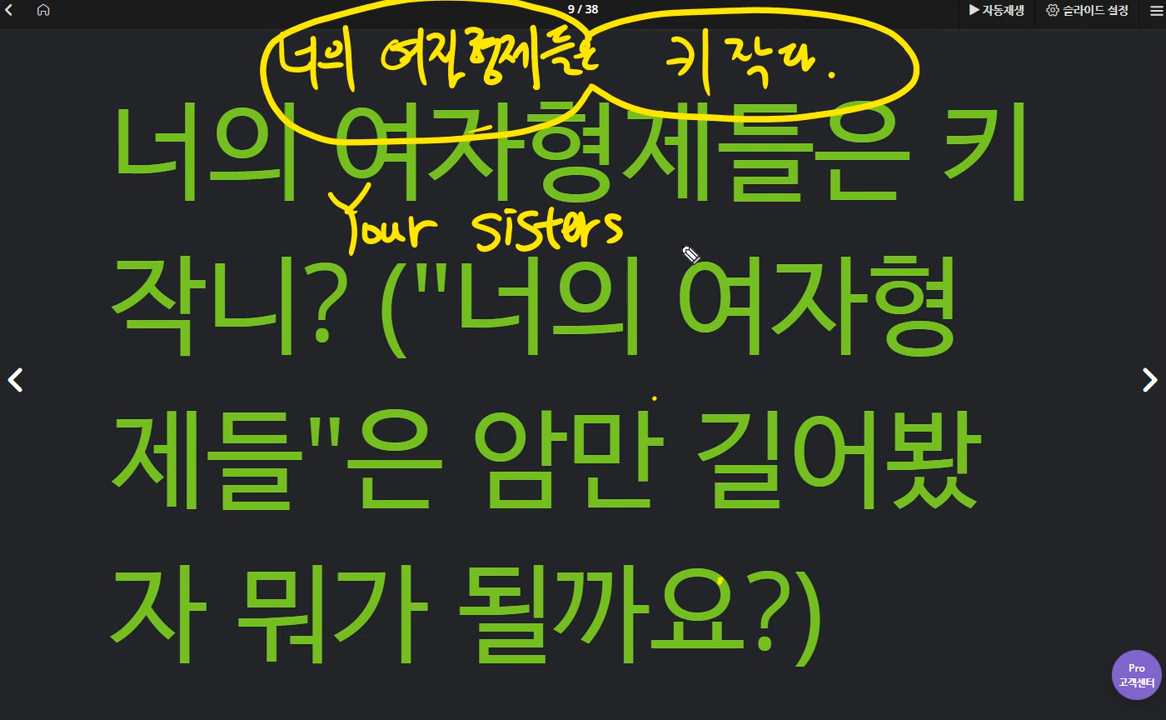 9 / 38
자동재생
슬라이드 설정
너의 여자형제들은 키 작다.
너의 여자형제들은 키
Your sisters
작니? ("너의 여자형
제들"은 암만 길어봤
자 뭐가 될까요?)
Pro
고객센터